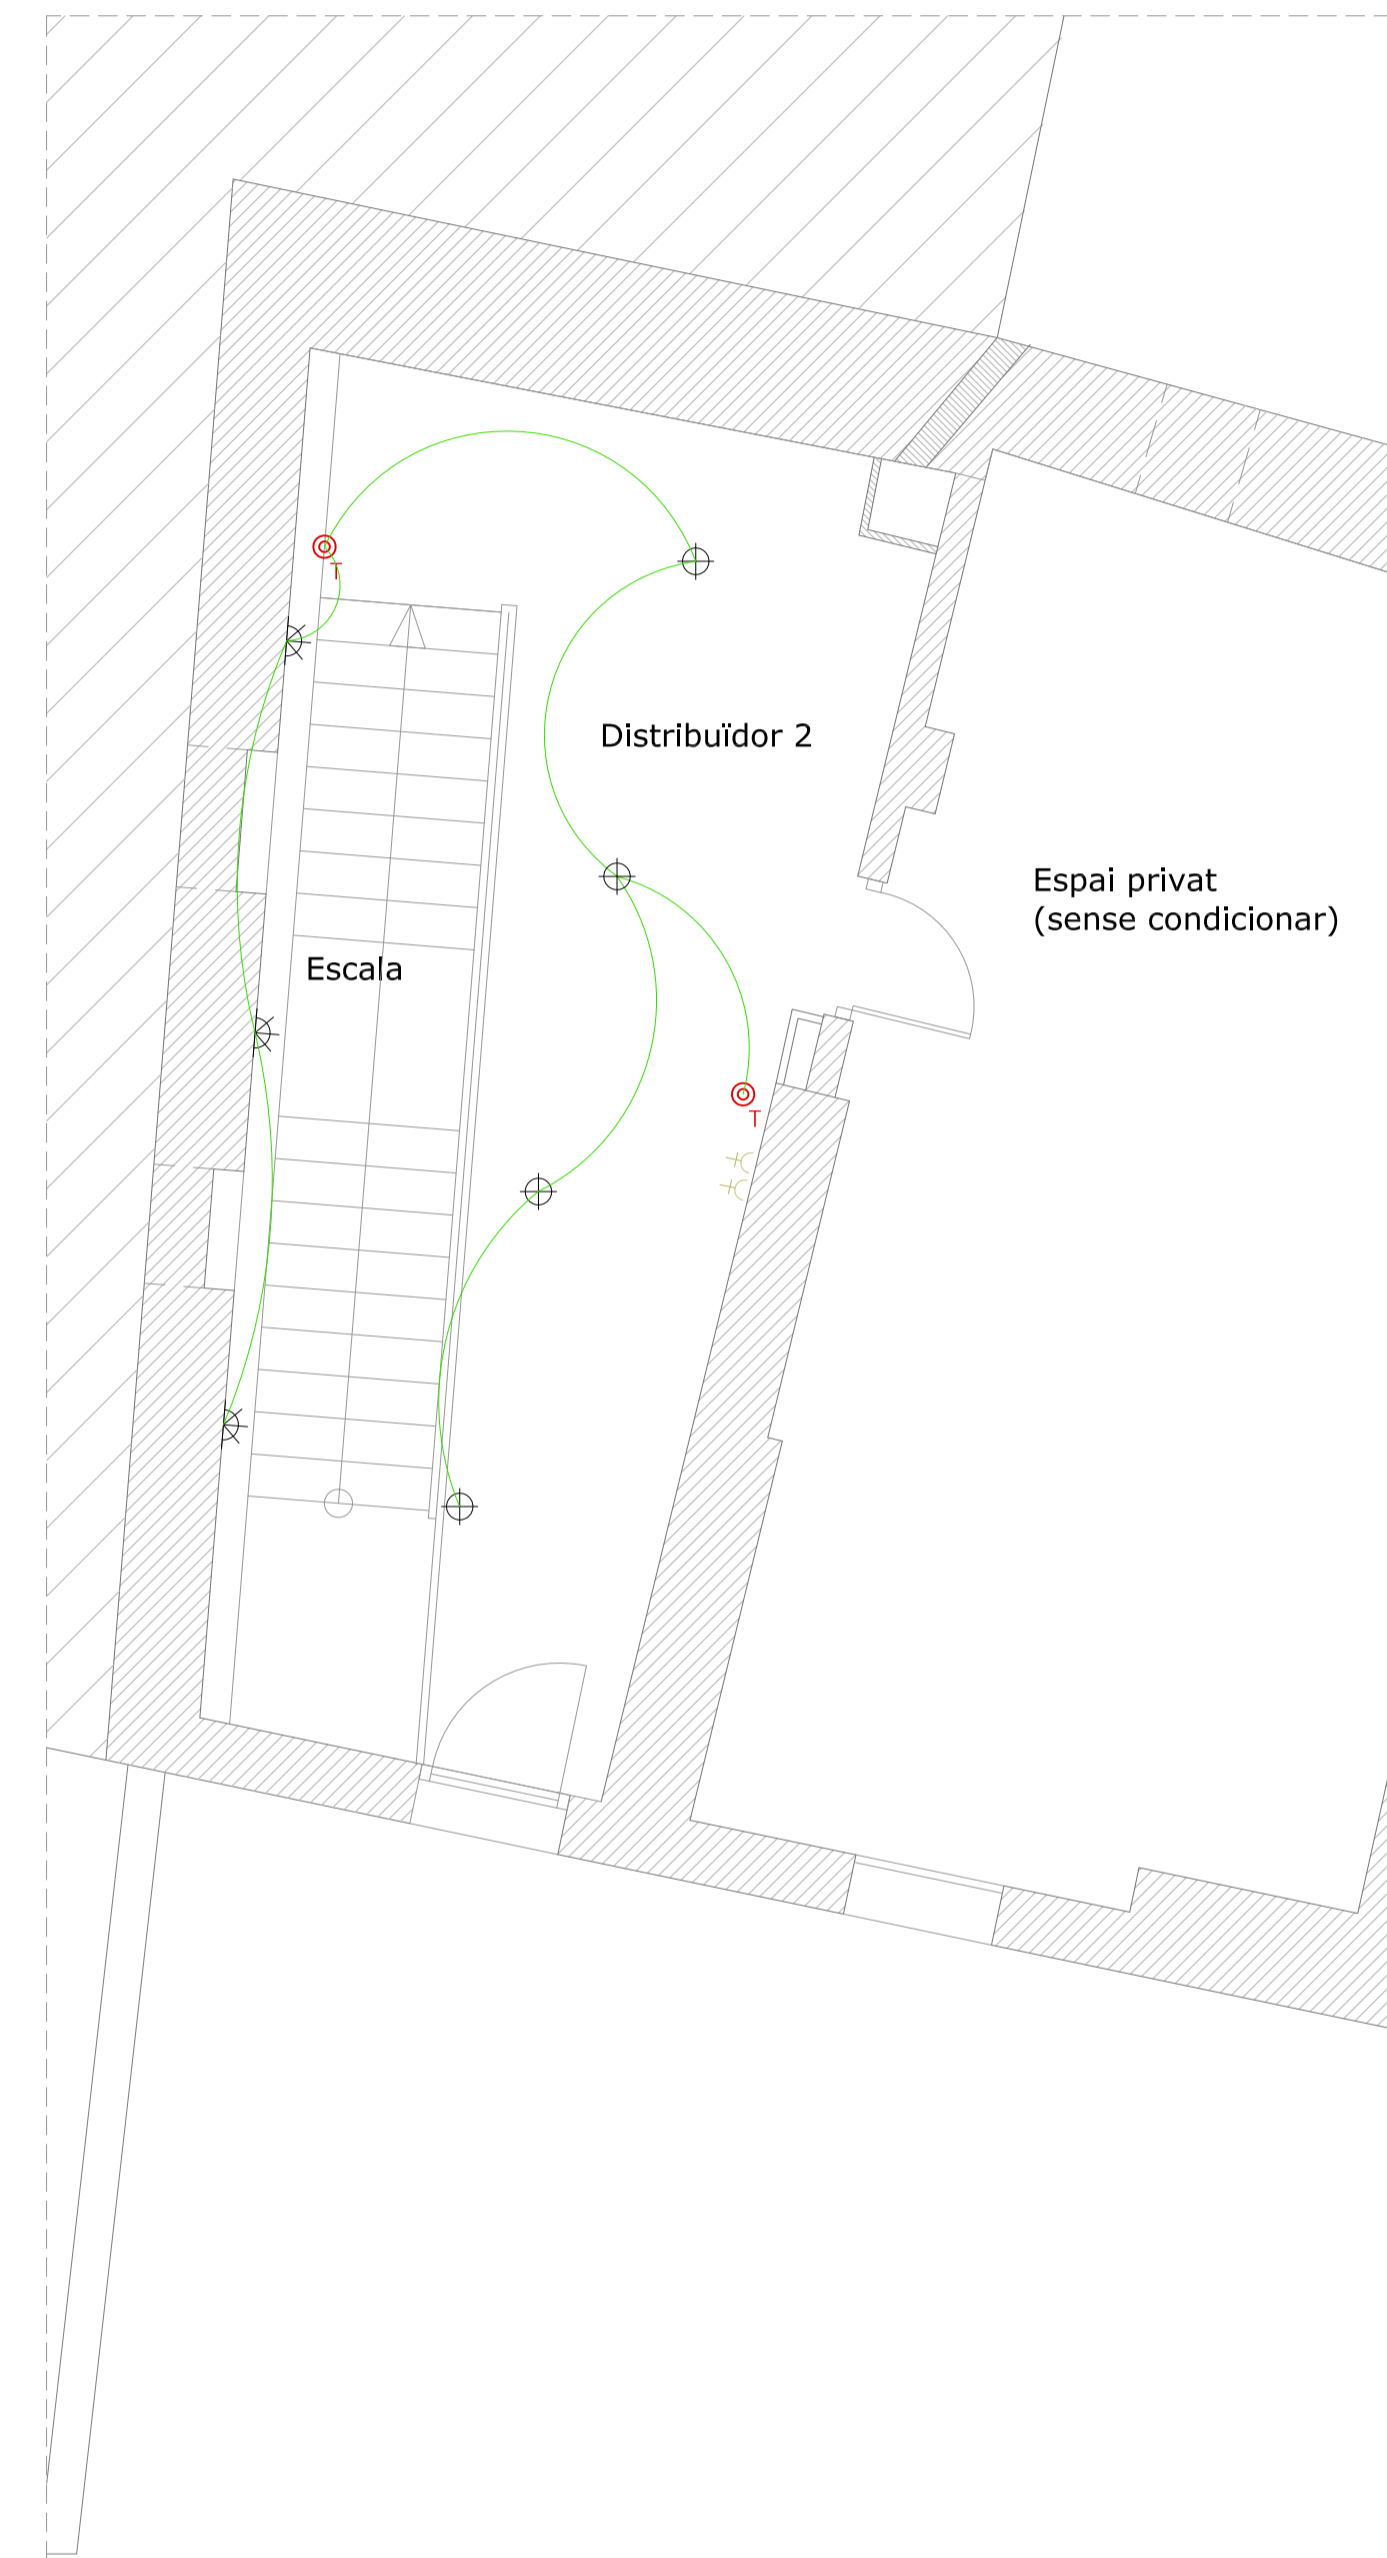 T
Distribuïdor 2
Espai privat
(sense condicionar)
Escala
T